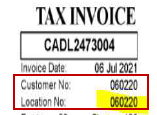 TAX INVOICE
CADL2473004
Invoice Date: 06 Jul 2021
Customer No: 060220
Location No: 060220